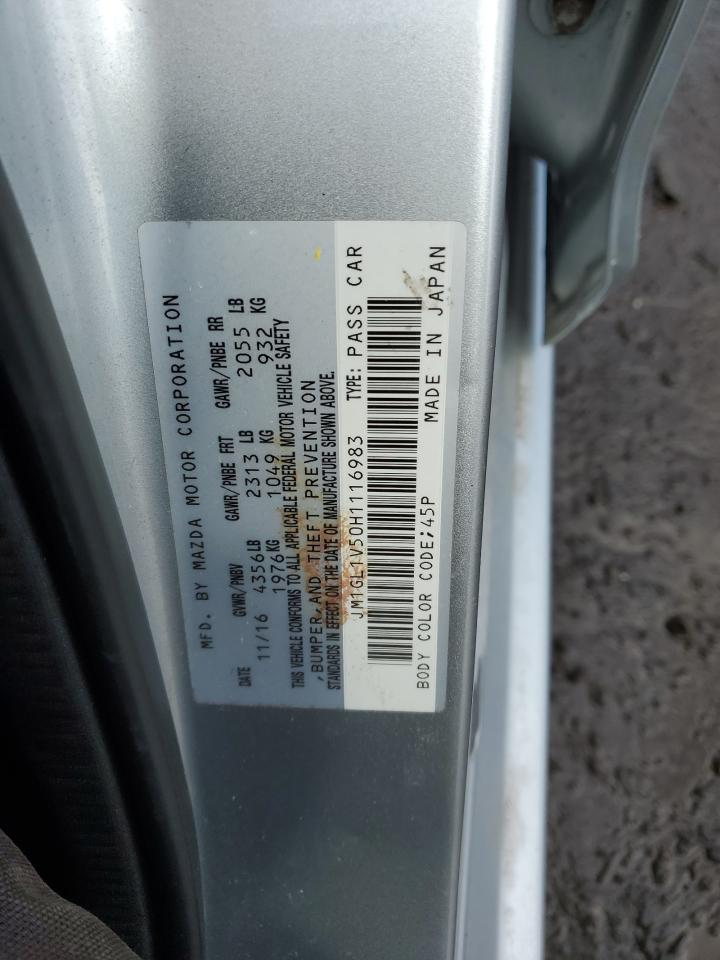 MFD. BY MAZDA MOTOR CORPORATION
DATE GVWR/PNBV GAWR/PNBE FRT GAWR/PNBE RR
11/16 4356LB 2313 LB 2055 LB
1976KG 1049 KG 932 KG
THIS VEHICLE CONFORMS TO ALL APPLICABLE FEDERAL MOTOR VEHICLE SAFETY
,BUMPER,AND THEFT PREVENTION
STANDARDS IN EFFECT ON THE DATE OF MANUFACTURE SHOWN ABOVE.
JM1GL1V50H1116983 TYPE: PASS CAR
BODY COLOR CODE;45P MADE IN JAPAN